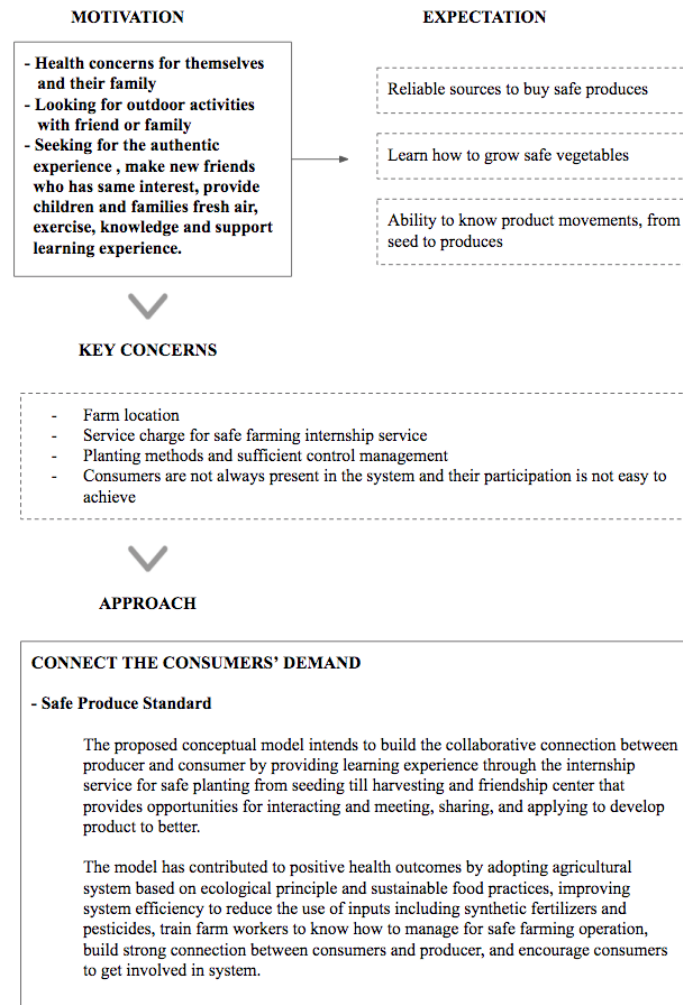 MOTIVATION
EXPECTATION
- Health concerns for themselves
and their family
- Looking for outdoor activities
with friend or family
- Seeking for the authentic
experience , make new friends
who has same interest, provide
children and families fresh air,
exercise, knowledge and support
learning experience.
Reliable sources to buy safe produces
Learn how to grow safe vegetables
Ability to know product movements, from
seed to produces
KEY CONCERNS
- Farm location
- Service charge for safe farming internship service
- Planting methods and sufficient control management
- Consumers are not always present in the system and their participation is not easy to
achieve
APPROACH
CONNECT THE CONSUMERS’ DEMAND
- Safe Produce Standard
The proposed conceptual model intends to build the collaborative connection between
producer and consumer by providing learning experience through the internship
service for safe planting from seeding till harvesting and friendship center that
provides opportunities for interacting and meeting, sharing, and applying to develop
product to better.
The model has contributed to positive health outcomes by adopting agricultural
system based on ecological principle and sustainable food practices, improving
system efficiency to reduce the use of inputs including synthetic fertilizers and
pesticides, train farm workers to know how to manage for safe farming operation,
build strong connection between consumers and producer, and encourage consumers
to get involved in system.